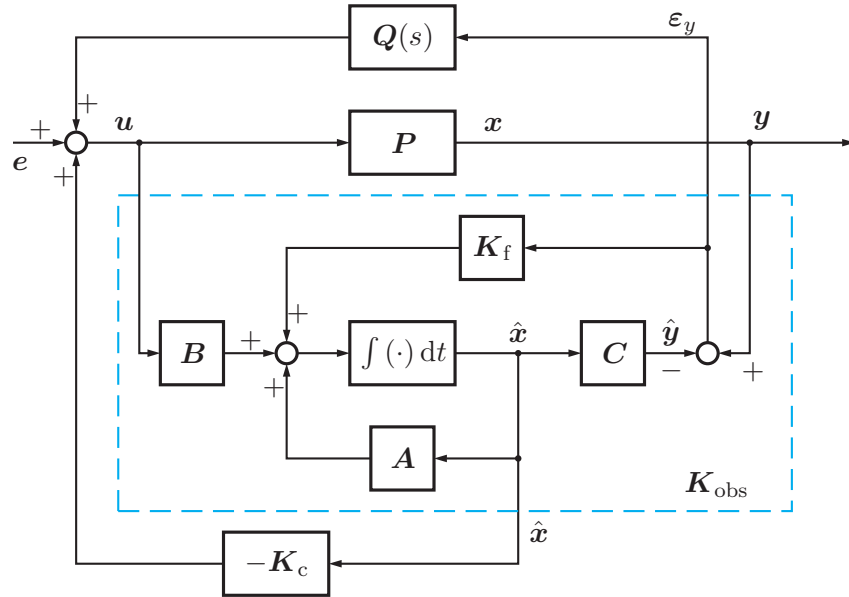 Q(s)
ε_y
+
+
u
P
x
y
e
+
K_f
+
B
+
∫ (·) dt
x̂
C
ŷ
−
+
+
A
K_obs
x̂
−K_c